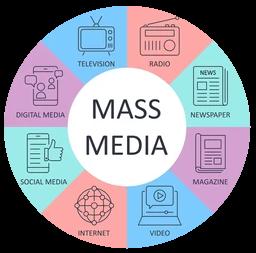 MASS
MEDIA
TELEVISION
RADIO
NEWS
NEWSPAPER
MAGAZINE
VIDEO
INTERNET
SOCIAL MEDIA
DIGITAL MEDIA